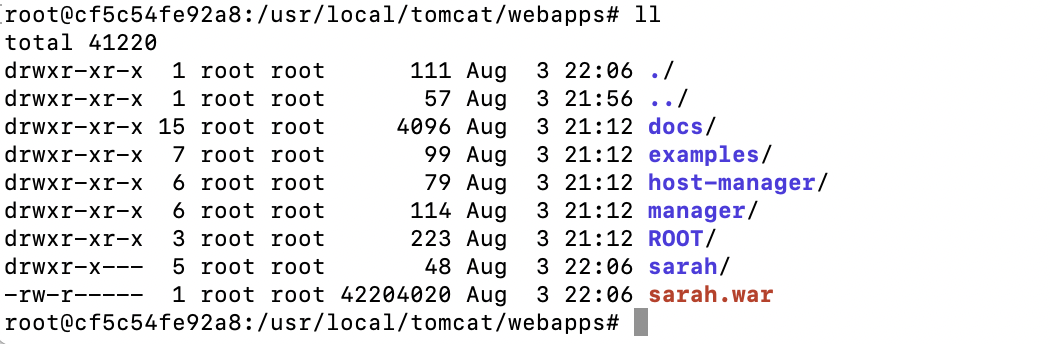 root@cf5c54fe92a8:/usr/local/tomcat/webapps# ll
total 41220
drwxr-xr-x  1 root root      111 Aug  3 22:06 ./
drwxr-xr-x  1 root root       57 Aug  3 21:56 ../
drwxr-xr-x 15 root root     4096 Aug  3 21:12 docs/
drwxr-xr-x  7 root root       99 Aug  3 21:12 examples/
drwxr-xr-x  6 root root       79 Aug  3 21:12 host-manager/
drwxr-xr-x  6 root root      114 Aug  3 21:12 manager/
drwxr-xr-x  3 root root      223 Aug  3 21:12 ROOT/
drwxr-x---  5 root root       48 Aug  3 22:06 sarah/
-rw-r-----  1 root root 42204020 Aug  3 22:06 sarah.war
root@cf5c54fe92a8:/usr/local/tomcat/webapps#